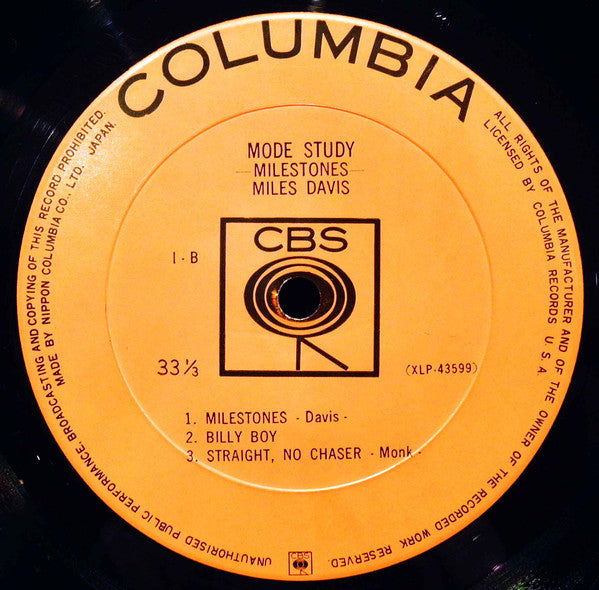 COLUMBIA
MODE STUDY
-MILESTONES-
MILES DAVIS
CBS
1 - B
33 ⅓
(XLP-43599)
1. MILESTONES - Davis -
2. BILLY BOY
3. STRAIGHT, NO CHASER - Monk -
ALL RIGHTS OF THE MANUFACTURER AND OF THE OWNER OF THE RECORDED WORK RESERVED.
LICENSED BY COLUMBIA RECORDS U. S. A.
CBS
UNAUTHORISED PUBLIC PERFORMANCE, BROADCASTING AND COPYING OF THIS RECORD PROHIBITED.
MADE BY NIPPON COLUMBIA CO., LTD., JAPAN.